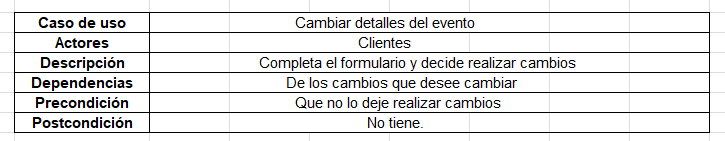 Caso de uso Cambiar detalles del evento
Actores Clientes
Descripción Completa el formulario y decide realizar cambios
Dependencias De los cambios que desee cambiar
Precondición Que no lo deje realizar cambios
Postcondición No tiene.